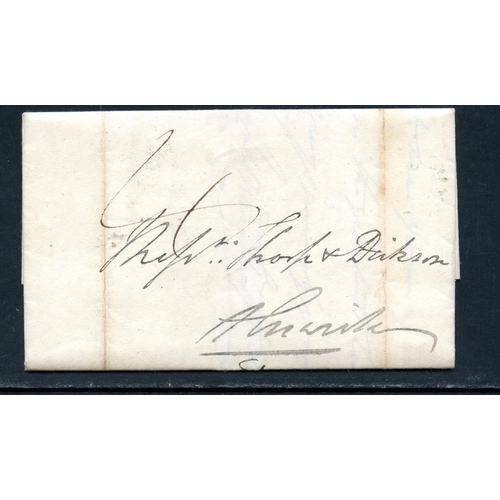 Messrs. Thorp & Dickson
Alnwick